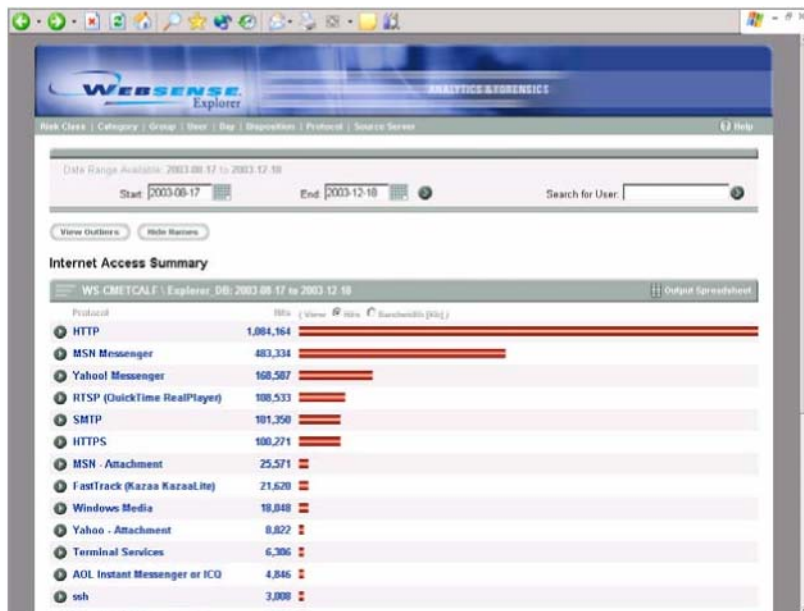 WEBSENSE.
Explorer
ANALYTICS & FORENSICS
Risk Class | Category | Group | User | Day | Disposition | Protocol | Source Server
Help
Date Range Available: 2003-08-17 to 2003-12-18
Start: 2003-08-17
End: 2003-12-18
Search for User:
View Outliers
Hide Names
Internet Access Summary
WS-CMETCALF \ Explorer_DB: 2003-08-17 to 2003-12-18
Output Spreadsheet
Protocol Hits (View Hits Bandwidth [Kb])
HTTP 1,084,164
MSN Messenger 483,334
Yahoo! Messenger 168,587
RTSP (QuickTime RealPlayer) 108,533
SMTP 101,350
HTTPS 100,271
MSN - Attachment 25,571
FastTrack (Kazaa KazaaLite) 21,620
Windows Media 18,048
Yahoo - Attachment 8,822
Terminal Services 6,306
AOL Instant Messenger or ICQ 4,846
ssh 3,008